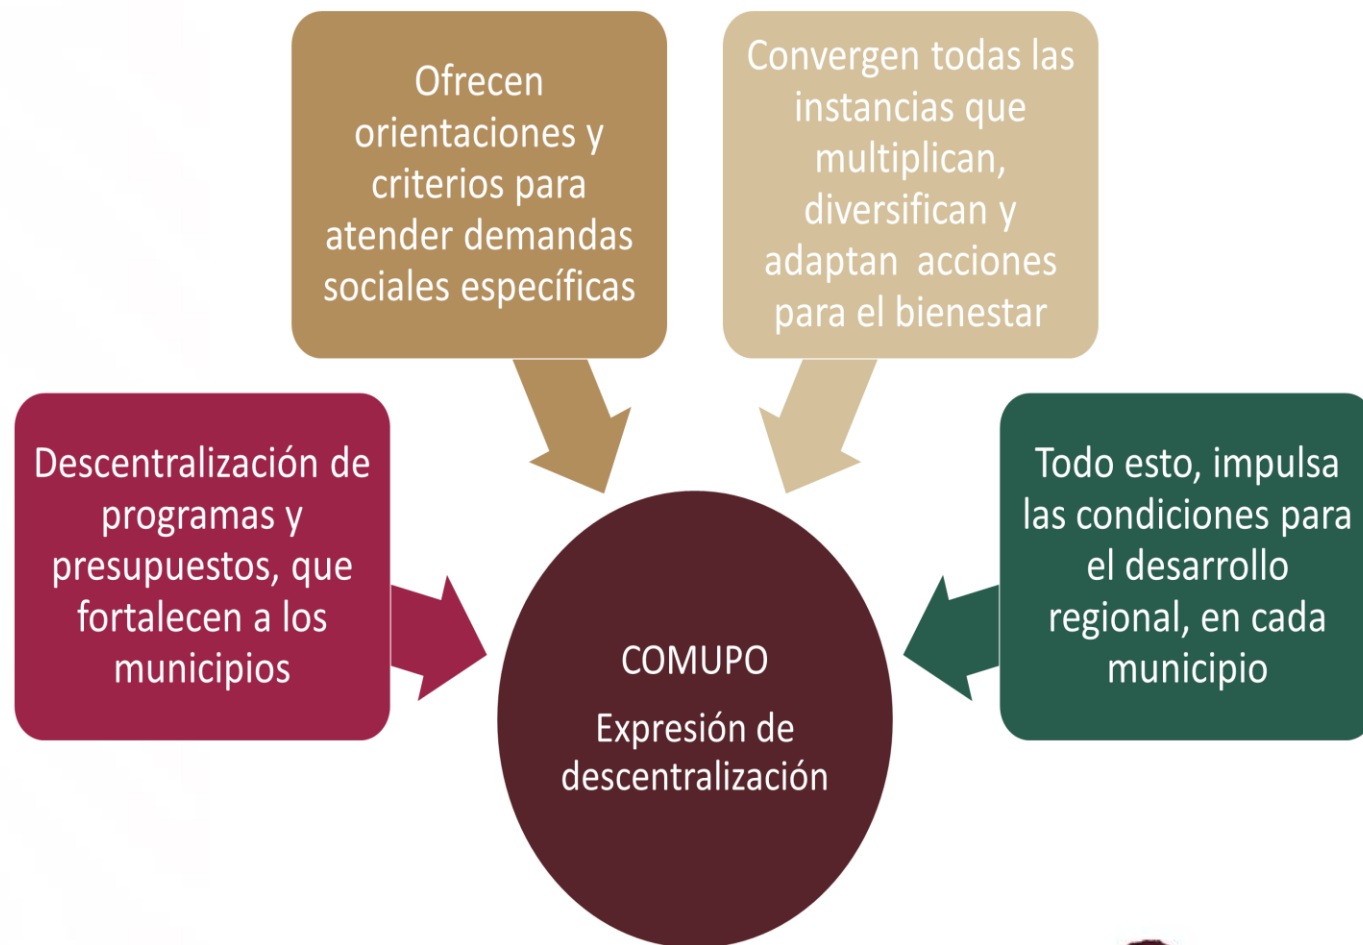 Ofrecen
orientaciones y
criterios para
atender demandas
sociales específicas
Convergen todas las
instancias que
multiplican,
diversifican y
adaptan  acciones
para el bienestar
Descentralización de
programas y
presupuestos, que
fortalecen a los
municipios
Todo esto, impulsa
las condiciones para
el desarrollo
regional, en cada
municipio
COMUPO
Expresión de
descentralización